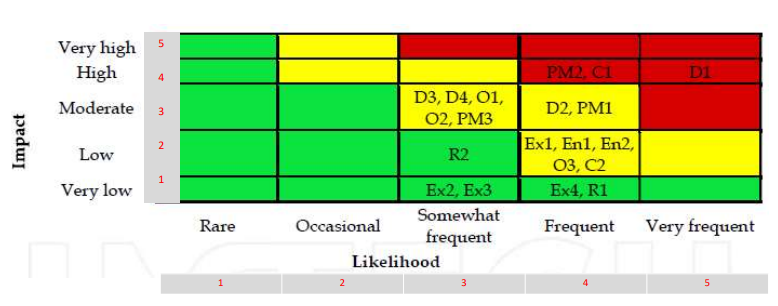 Very high 5
High 4 PM2, C1 D1
Impact
Moderate 3 D3, D4, O1,
O2, PM3 D2, PM1
Low 2 R2 Ex1, En1, En2,
O3, C2
Very low 1 Ex2, Ex3 Ex4, R1
Rare Occasional Somewhat
frequent Frequent Very frequent
Likelihood
1 2 3 4 5